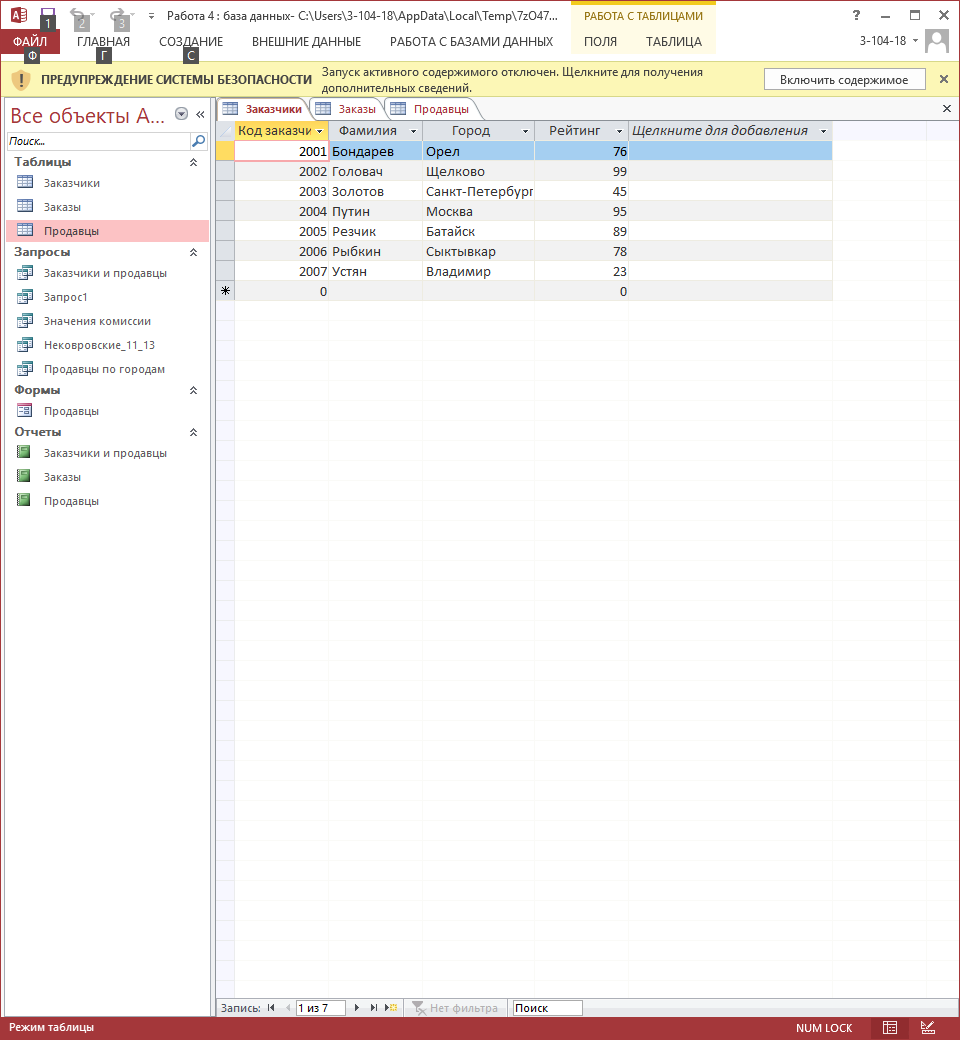 Работа 4 : база данных- C:\Users\3-104-18\AppData\Local\Temp\7zO47...
РАБОТА С ТАБЛИЦАМИ
?
1 2 3
ФАЙЛ ГЛАВНАЯ СОЗДАНИЕ ВНЕШНИЕ ДАННЫЕ РАБОТА С БАЗАМИ ДАННЫХ ПОЛЯ ТАБЛИЦА 3-104-18
Ф Г С
ПРЕДУПРЕЖДЕНИЕ СИСТЕМЫ БЕЗОПАСНОСТИ Запуск активного содержимого отключен. Щелкните для получения
дополнительных сведений.
Включить содержимое
Все объекты A...
Поиск...
Таблицы
Заказчики
Заказы
Продавцы
Запросы
Заказчики и продавцы
Запрос1
Значения комиссии
Нековровские_11_13
Продавцы по городам
Формы
Продавцы
Отчеты
Заказчики и продавцы
Заказы
Продавцы
Заказчики Заказы Продавцы
Код заказчи Фамилия Город Рейтинг Щелкните для добавления
2001 Бондарев Орел 76
2002 Головач Щелково 99
2003 Золотов Санкт-Петербург 45
2004 Путин Москва 95
2005 Резчик Батайск 89
2006 Рыбкин Сыктывкар 78
2007 Устян Владимир 23
0 0
Запись: 1 из 7 Нет фильтра Поиск
Режим таблицы NUM LOCK